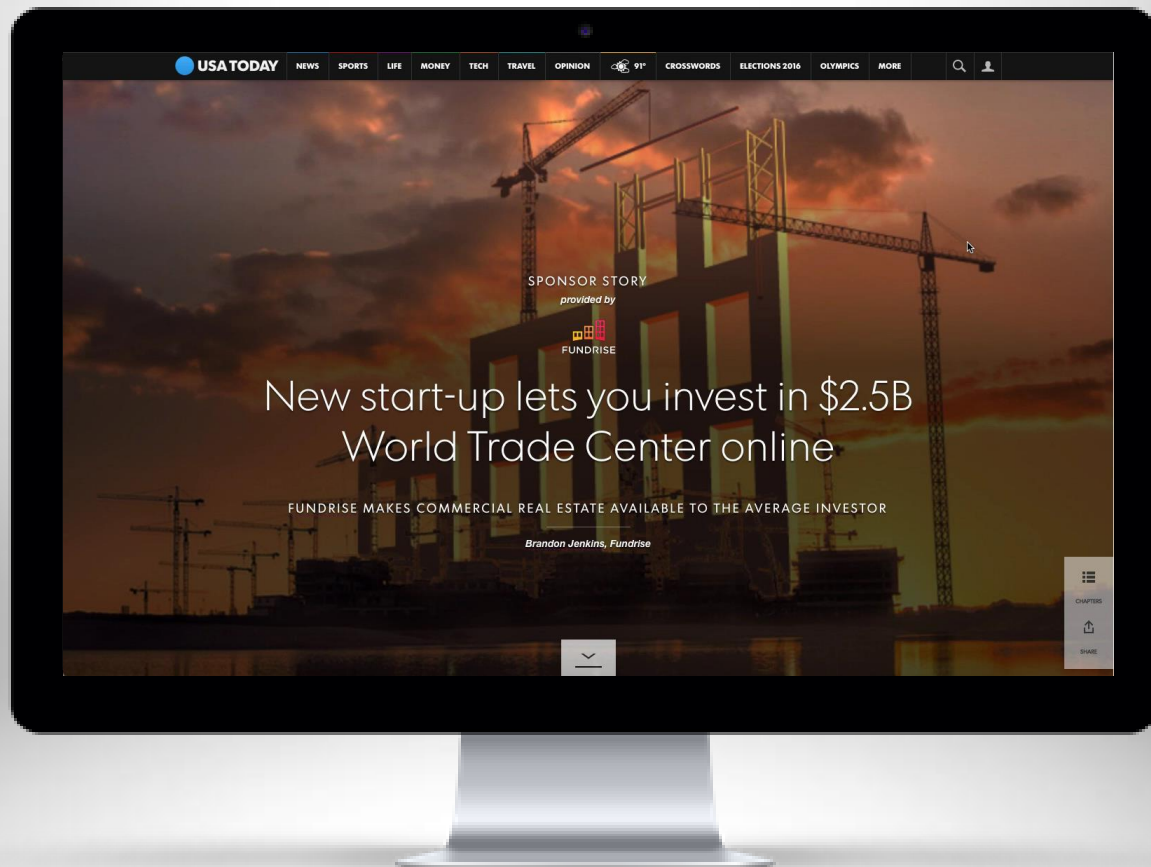 USA TODAY NEWS SPORTS LIFE MONEY TECH TRAVEL OPINION 91° CROSSWORDS ELECTIONS 2016 OLYMPICS MORE
SPONSOR STORY
provided by
FUNDRISE
New start-up lets you invest in $2.5B
World Trade Center online
FUNDRISE MAKES COMMERCIAL REAL ESTATE AVAILABLE TO THE AVERAGE INVESTOR
Brandon Jenkins, Fundrise
CHAPTERS
SHARE